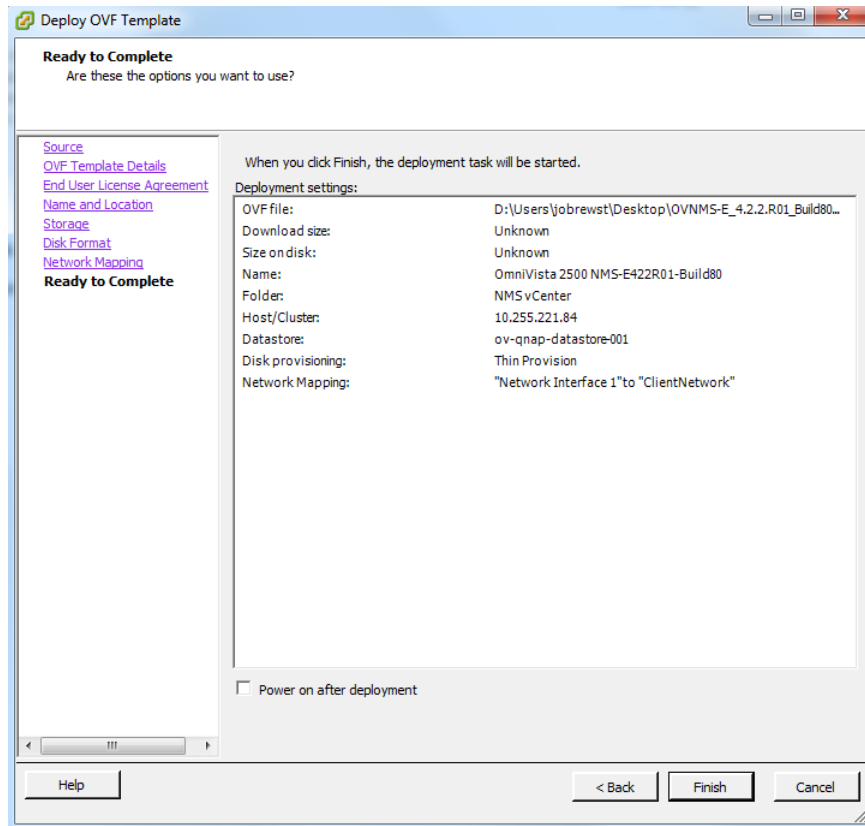 Deploy OVF Template
Ready to Complete
Are these the options you want to use?
Source
OVF Template Details
End User License Agreement
Name and Location
Storage
Disk Format
Network Mapping
Ready to Complete
When you click Finish, the deployment task will be started.
Deployment settings:
OVF file: D:\Users\jobrewst\Desktop\OVNMS-E_4.2.2.R01_Build80...
Download size: Unknown
Size on disk: Unknown
Name: OmniVista 2500 NMS-E422R01-Build80
Folder: NMS vCenter
Host/Cluster: 10.255.221.84
Datastore: ov-qnap-datastore-001
Disk provisioning: Thin Provision
Network Mapping: "Network Interface 1"to "ClientNetwork"
Power on after deployment
Help
< Back
Finish
Cancel